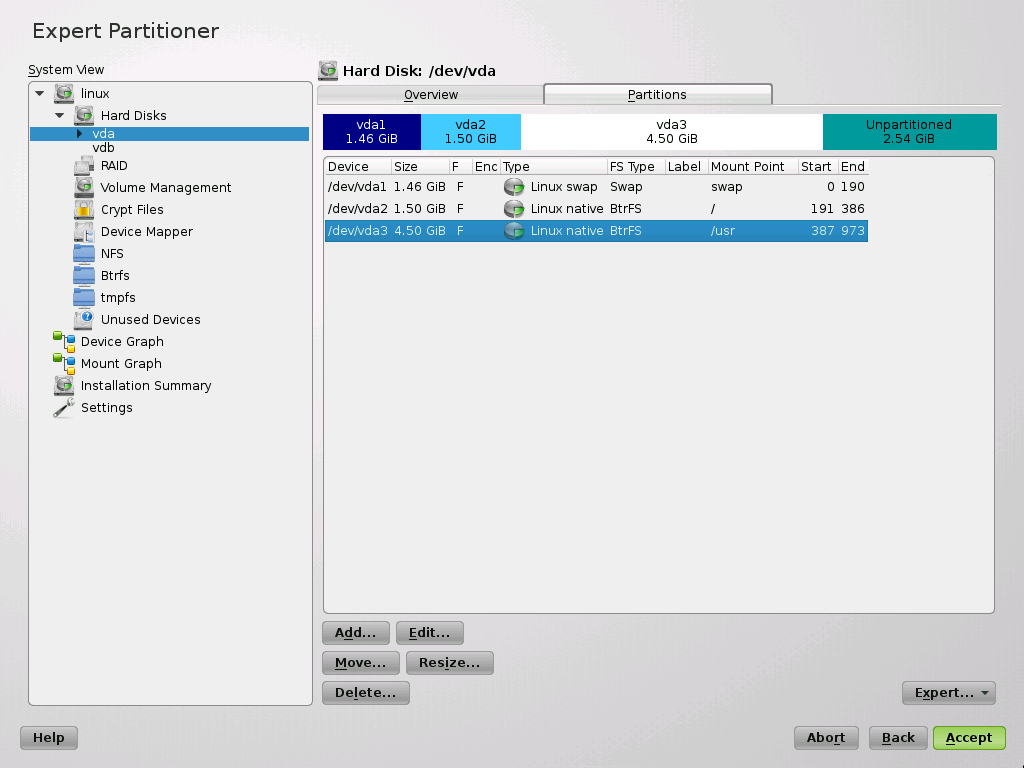 Expert Partitioner
System View
linux
Hard Disks
vda
vdb
RAID
Volume Management
Crypt Files
Device Mapper
NFS
Btrfs
tmpfs
Unused Devices
Device Graph
Mount Graph
Installation Summary
Settings
Hard Disk: /dev/vda
Overview Partitions
vda1 vda2 vda3 Unpartitioned
1.46 GiB 1.50 GiB 4.50 GiB 2.54 GiB
Device Size F Enc Type FS Type Label Mount Point Start End
/dev/vda1 1.46 GiB F Linux swap Swap swap 0 190
/dev/vda2 1.50 GiB F Linux native BtrFS / 191 386
/dev/vda3 4.50 GiB F Linux native BtrFS /usr 387 973
Add... Edit...
Move... Resize...
Delete... Expert...
Help Abort Back Accept